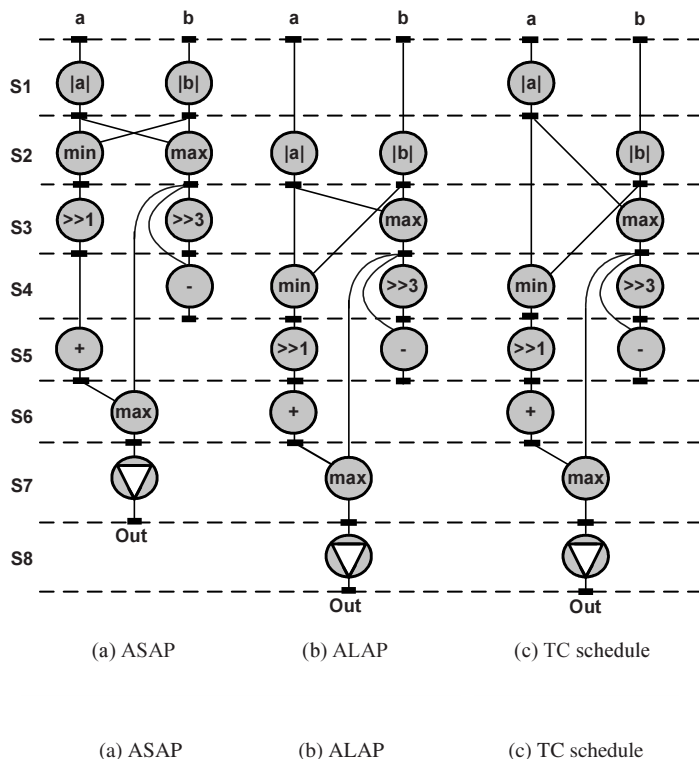 a b a b a b
S1 |a| |b| |a|
S2 min max |a| |b| |b|
S3 >>1 >>3 max max
S4 - min >>3 min >>3
S5 + >>1 - >>1 -
S6 max + +
S7 max max
Out
S8
Out Out
(a) ASAP (b) ALAP (c) TC schedule
(a) ASAP (b) ALAP (c) TC schedule